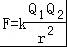 F=k Q₁Q₂/r²